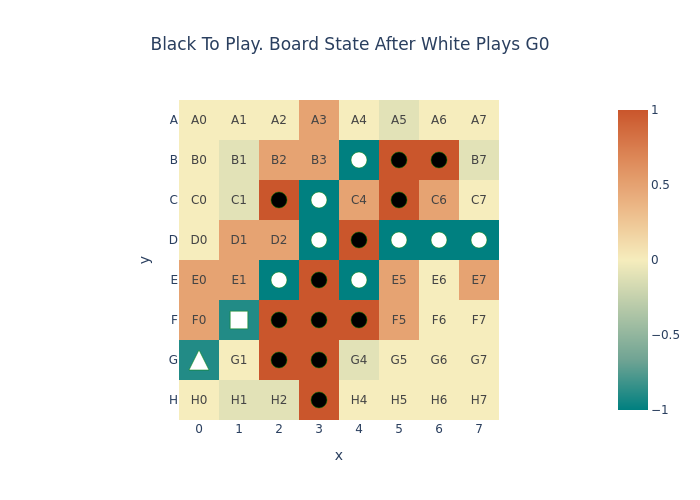 Black To Play. Board State After White Plays G0
A A0 A1 A2 A3 A4 A5 A6 A7
B B0 B1 B2 B3 B7
C C0 C1 C4 C6 C7
D D0 D1 D2
E E0 E1 E5 E6 E7
F F0 F5 F6 F7
G G1 G4 G5 G6 G7
H H0 H1 H2 H4 H5 H6 H7
0 1 2 3 4 5 6 7
x
y
1
0.5
0
−0.5
−1